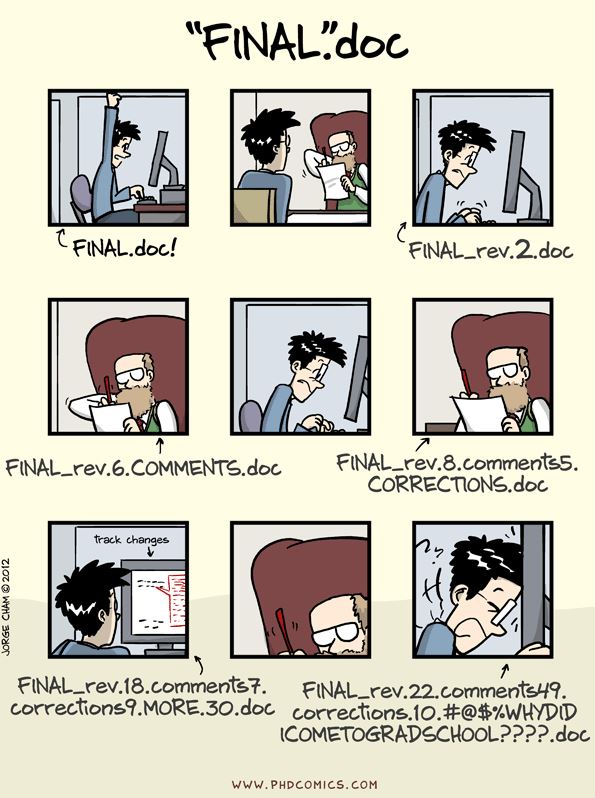 "FINAL".doc
FINAL.doc!
FINAL_rev.2.doc
FINAL_rev.6.COMMENTS.doc
FINAL_rev.8.comments5.
CORRECTIONS.doc
track changes
FINAL_rev.18.comments7.
corrections9.MORE.30.doc
FINAL_rev.22.comments49.
corrections.10.#@$%WHYDID
ICOMETOGRADSCHOOL????.doc
JORGE CHAM © 2012
WWW.PHDCOMICS.COM